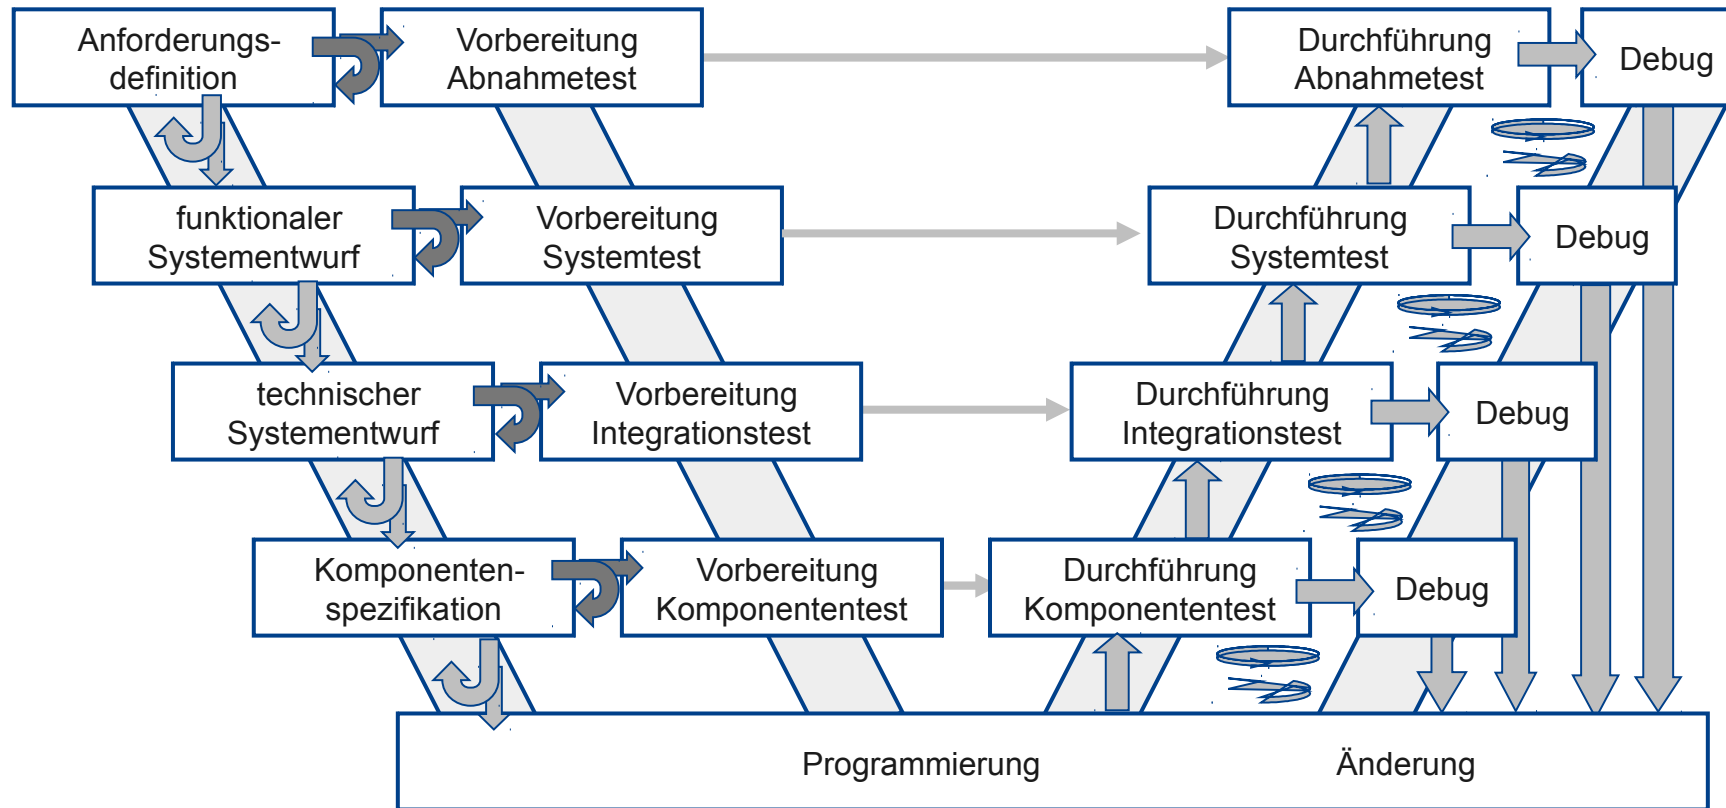 Anforderungs-
definition
Vorbereitung
Abnahmetest
Durchführung
Abnahmetest
Debug
funktionaler
Systementwurf
Vorbereitung
Systemtest
Durchführung
Systemtest
Debug
technischer
Systementwurf
Vorbereitung
Integrationstest
Durchführung
Integrationstest
Debug
Komponenten-
spezifikation
Vorbereitung
Komponententest
Durchführung
Komponententest
Debug
Programmierung
Änderung